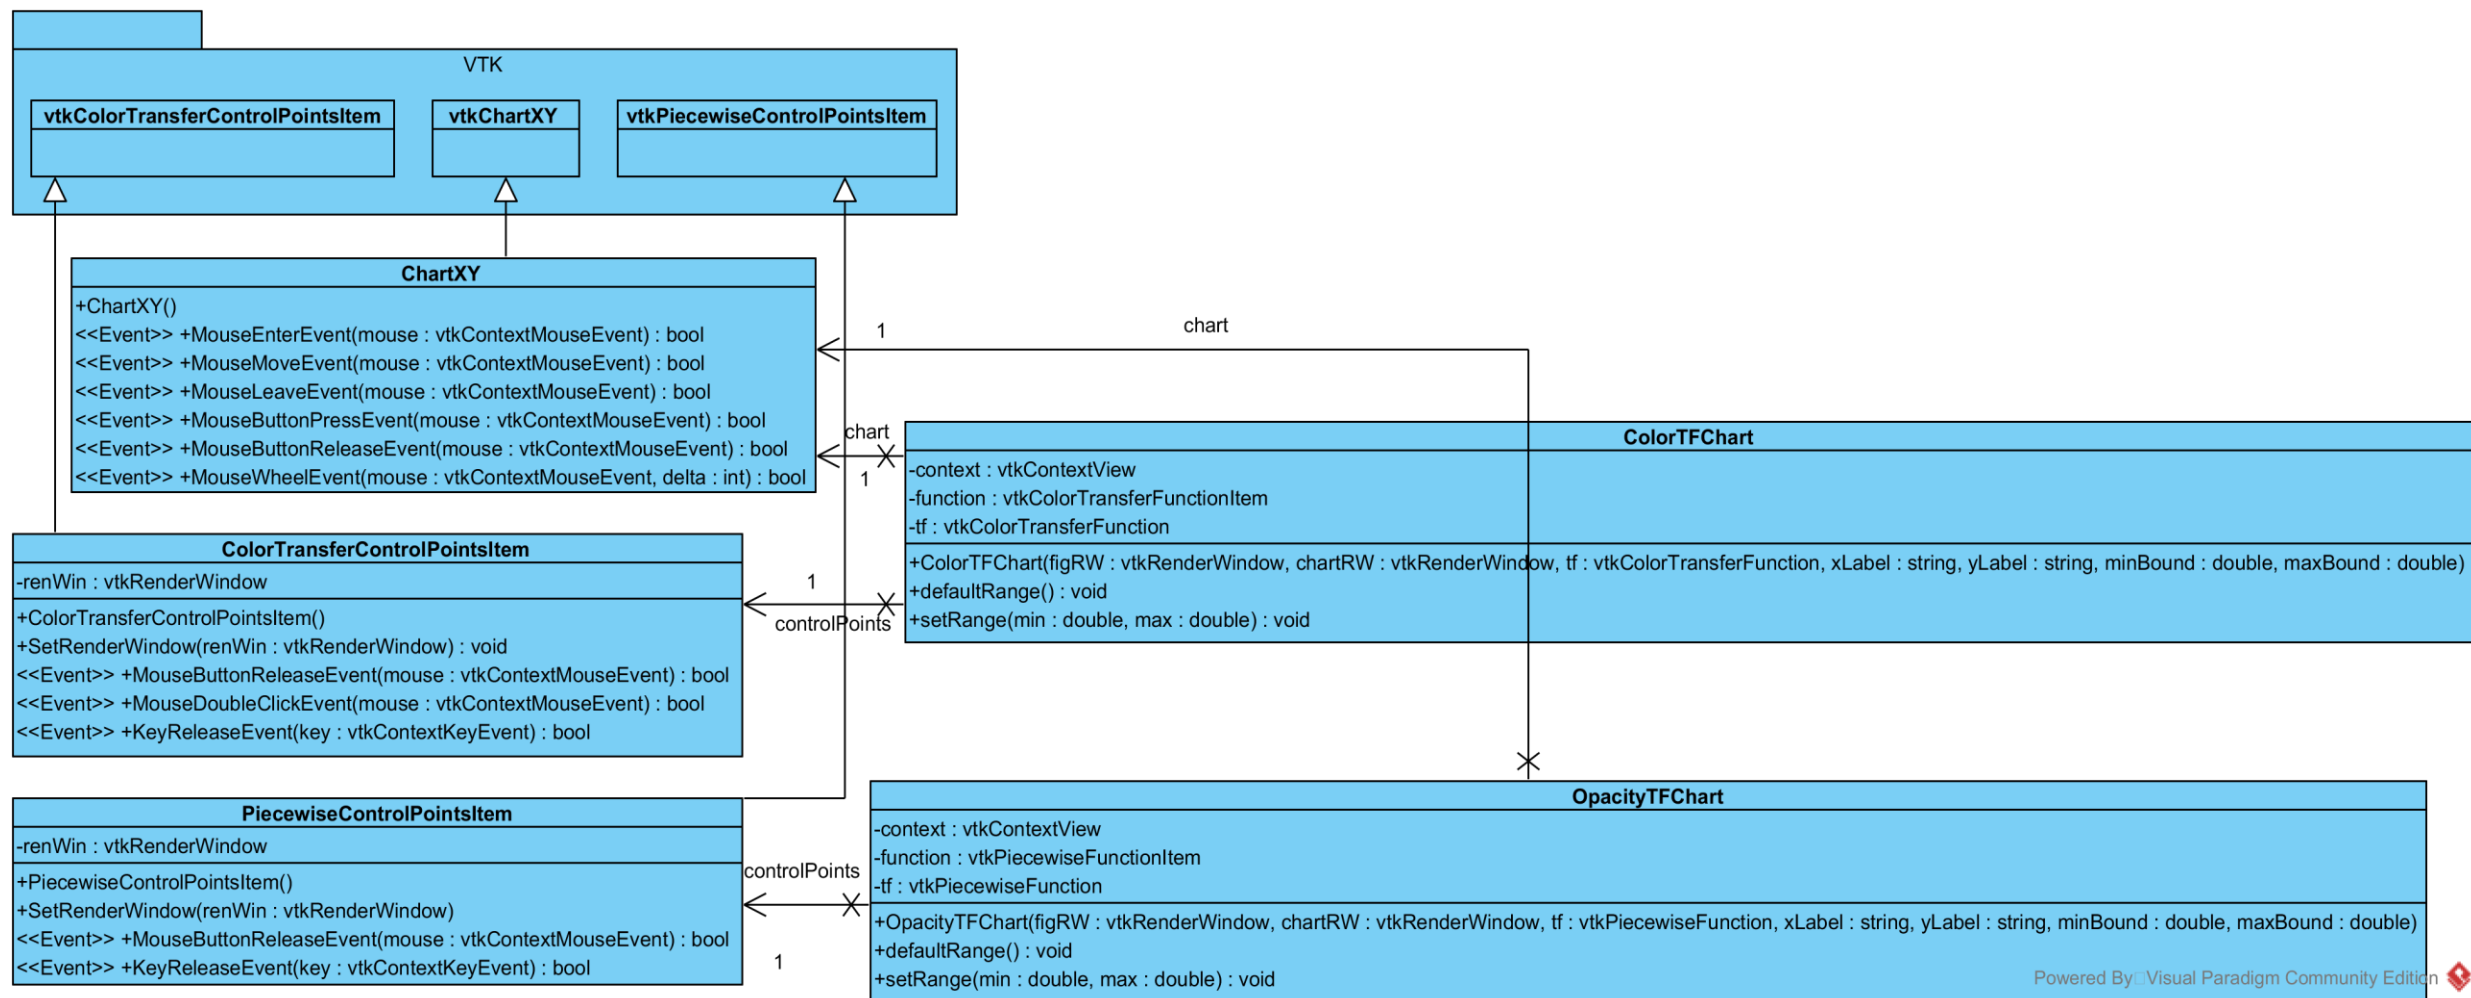 VTK
vtkColorTransferControlPointsItem
vtkChartXY
vtkPiecewiseControlPointsItem
ChartXY
+ChartXY()
<<Event>> +MouseEnterEvent(mouse : vtkContextMouseEvent) : bool
<<Event>> +MouseMoveEvent(mouse : vtkContextMouseEvent) : bool
<<Event>> +MouseLeaveEvent(mouse : vtkContextMouseEvent) : bool
<<Event>> +MouseButtonPressEvent(mouse : vtkContextMouseEvent) : bool
<<Event>> +MouseButtonReleaseEvent(mouse : vtkContextMouseEvent) : bool
<<Event>> +MouseWheelEvent(mouse : vtkContextMouseEvent, delta : int) : bool
1
chart
chart
1
ColorTFChart
-context : vtkContextView
-function : vtkColorTransferFunctionItem
-tf : vtkColorTransferFunction
+ColorTFChart(figRW : vtkRenderWindow, chartRW : vtkRenderWindow, tf : vtkColorTransferFunction, xLabel : string, yLabel : string, minBound : double, maxBound : double)
+defaultRange() : void
+setRange(min : double, max : double) : void
ColorTransferControlPointsItem
-renWin : vtkRenderWindow
+ColorTransferControlPointsItem()
+SetRenderWindow(renWin : vtkRenderWindow) : void
<<Event>> +MouseButtonReleaseEvent(mouse : vtkContextMouseEvent) : bool
<<Event>> +MouseDoubleClickEvent(mouse : vtkContextMouseEvent) : bool
<<Event>> +KeyReleaseEvent(key : vtkContextKeyEvent) : bool
1
controlPoints
PiecewiseControlPointsItem
-renWin : vtkRenderWindow
+PiecewiseControlPointsItem()
+SetRenderWindow(renWin : vtkRenderWindow)
<<Event>> +MouseButtonReleaseEvent(mouse : vtkContextMouseEvent) : bool
<<Event>> +KeyReleaseEvent(key : vtkContextKeyEvent) : bool
controlPoints
1
OpacityTFChart
-context : vtkContextView
-function : vtkPiecewiseFunctionItem
-tf : vtkPiecewiseFunction
+OpacityTFChart(figRW : vtkRenderWindow, chartRW : vtkRenderWindow, tf : vtkPiecewiseFunction, xLabel : string, yLabel : string, minBound : double, maxBound : double)
+defaultRange() : void
+setRange(min : double, max : double) : void
Powered By Visual Paradigm Community Edition